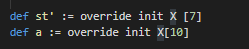 def st' := override init X [7]
def a := override init X[10]